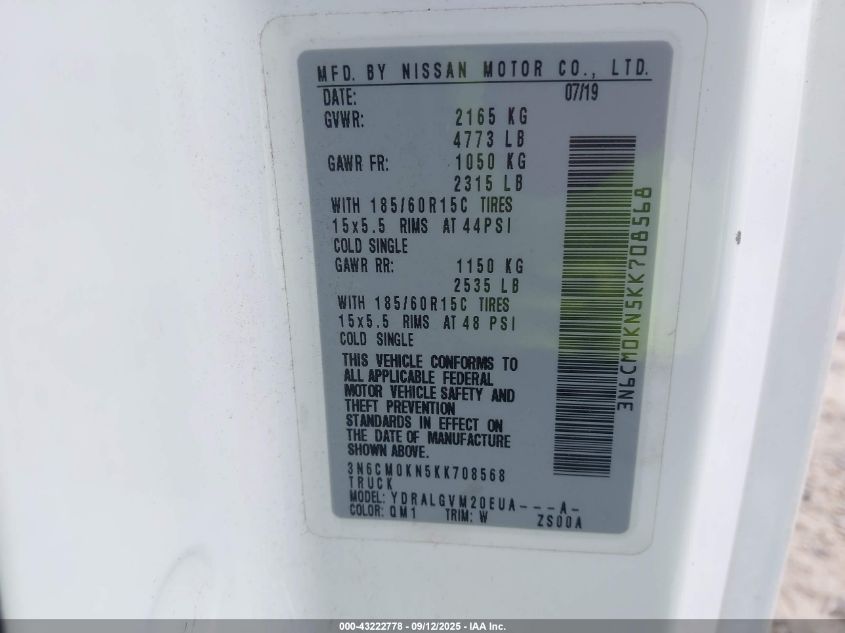 MFD. BY NISSAN MOTOR CO., LTD.
DATE: 07/19
GVWR: 2165 KG
4773 LB
GAWR FR: 1050 KG
2315 LB
WITH 185/60R15C TIRES
15x5.5 RIMS AT 44PSI
COLD SINGLE
GAWR RR: 1150 KG
2535 LB
WITH 185/60R15C TIRES
15x5.5 RIMS AT 48 PSI
COLD SINGLE
THIS VEHICLE CONFORMS TO
ALL APPLICABLE FEDERAL
MOTOR VEHICLE SAFETY AND
THEFT PREVENTION
STANDARDS IN EFFECT ON
THE DATE OF MANUFACTURE
SHOWN ABOVE.
3N6CM0KN5KK708568
TRUCK
MODEL: YDRALGVM20EUA---A-
COLOR: QM1 TRIM: W ZS00A
3N6CM0KN5KK708568
000-43222778 - 09/12/2025 - IAA Inc.